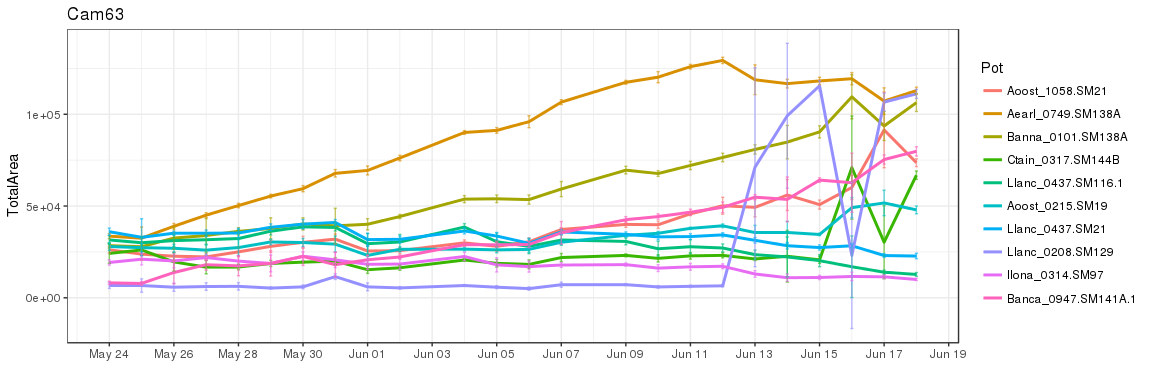 Cam63
TotalArea
1e+05
5e+04
0e+00
May 24 May 26 May 28 May 30 Jun 01 Jun 03 Jun 05 Jun 07 Jun 09 Jun 11 Jun 13 Jun 15 Jun 17 Jun 19
Pot
Aoost_1058.SM21
Aearl_0749.SM138A
Banna_0101.SM138A
Ctain_0317.SM144B
Llanc_0437.SM116.1
Aoost_0215.SM19
Llanc_0437.SM21
Llanc_0208.SM129
Ilona_0314.SM97
Banca_0947.SM141A.1